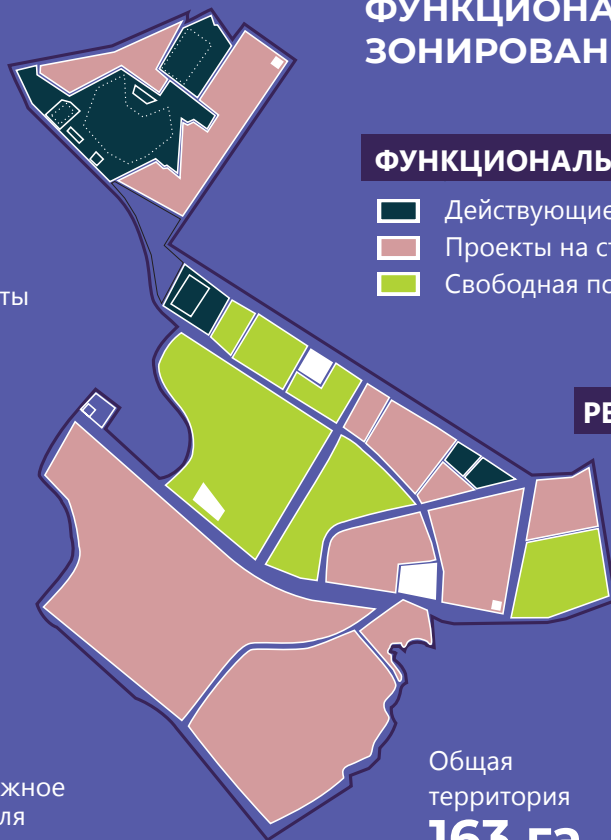 ФУНКЦИОНА
ЗОНИРОВАН
ФУНКЦИОНАЛЬ
Действующие
Проекты на ст
Свободная по
ты
РЕ
жное
ля
Общая
территория
163 га